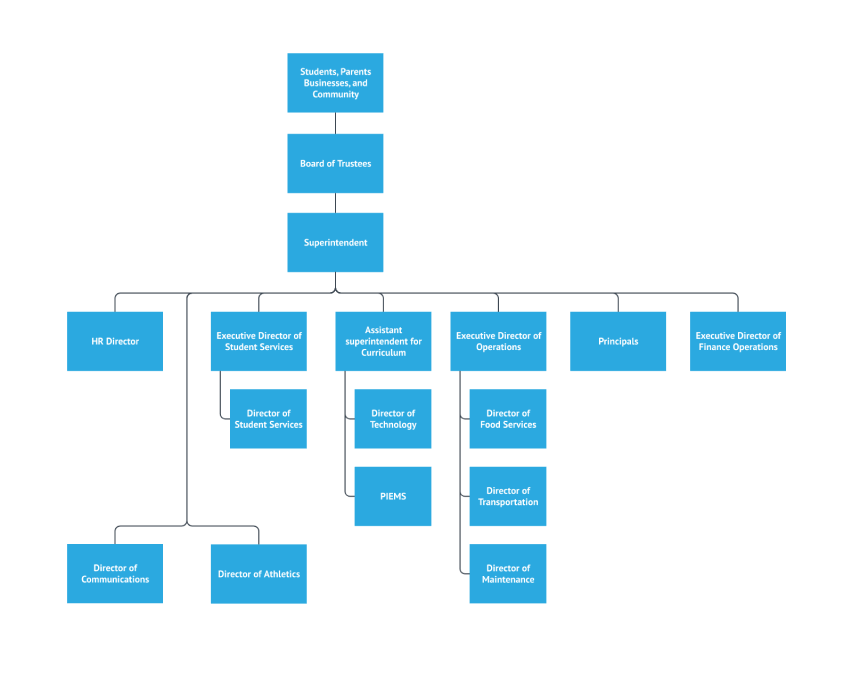 Students, Parents
Businesses, and
Community
Board of Trustees
Superintendent
HR Director
Executive Director of
Student Services
Assistant
superintendent for
Curriculum
Executive Director of
Operations
Principals
Executive Director of
Finance Operations
Director of
Student Services
Director of
Technology
Director of
Food Services
PIEMS
Director of
Transportation
Director of
Communications
Director of Athletics
Director of
Maintenance